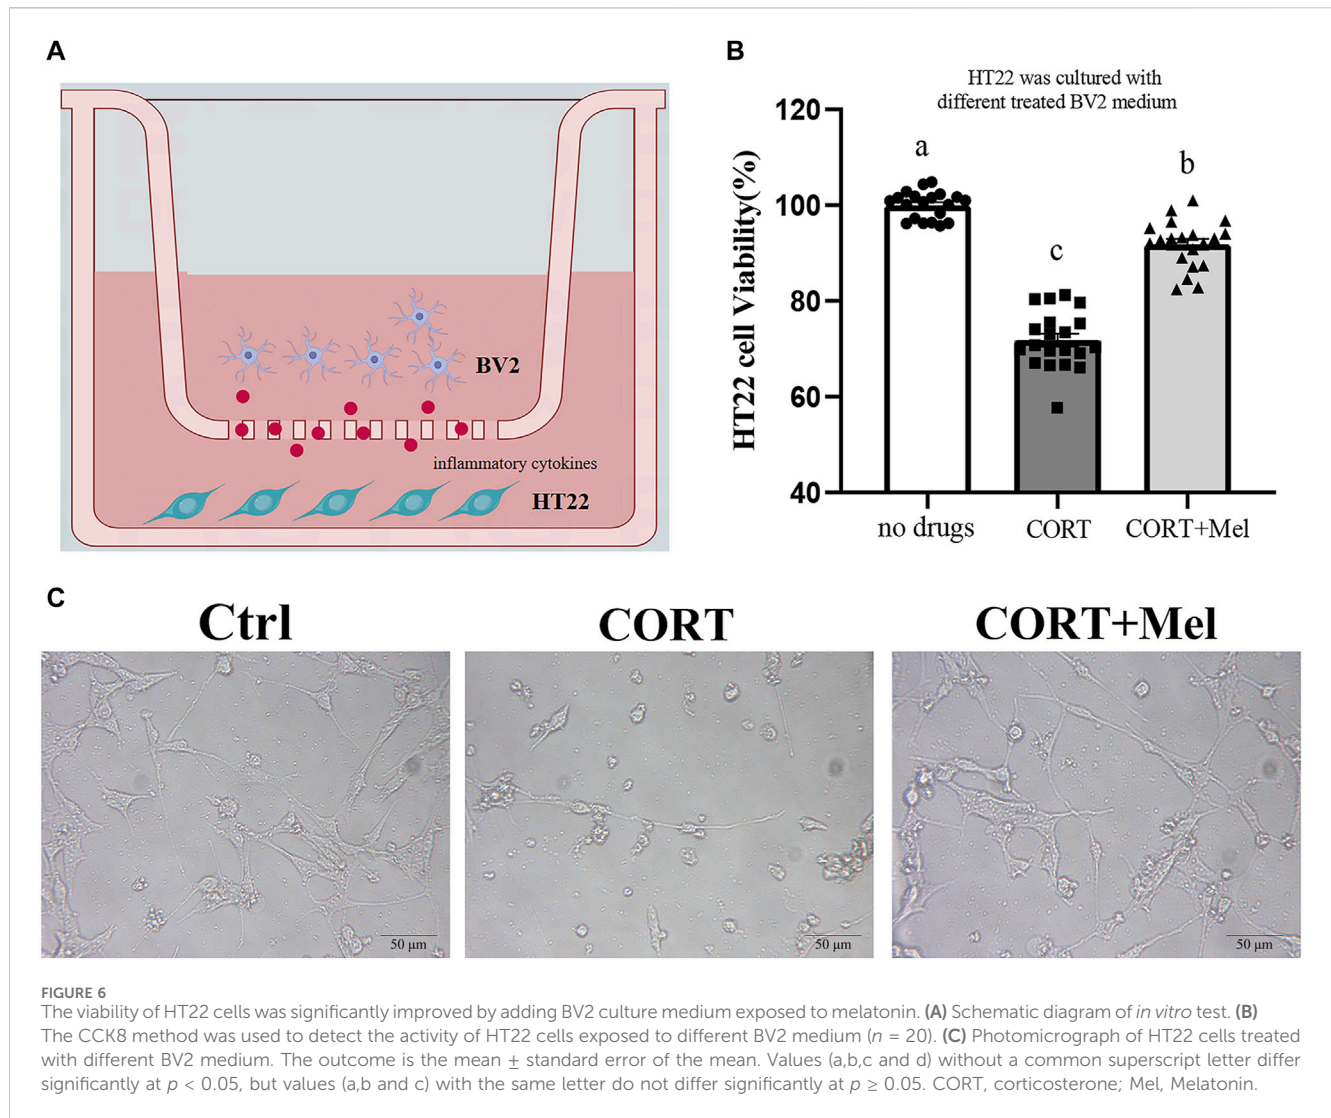 A
BV2
inflammatory cytokines
HT22
B
HT22 was cultured with
different treated BV2 medium
HT22 cell Viability(%)
120
100
80
60
40
a
c
b
no drugs
CORT
CORT+Mel
C
Ctrl
CORT
CORT+Mel
50 μm
50 μm
50 μm
FIGURE 6
The viability of HT22 cells was significantly improved by adding BV2 culture medium exposed to melatonin. (A) Schematic diagram of in vitro test. (B)
The CCK8 method was used to detect the activity of HT22 cells exposed to different BV2 medium (n = 20). (C) Photomicrograph of HT22 cells treated
with different BV2 medium. The outcome is the mean ± standard error of the mean. Values (a,b,c and d) without a common superscript letter differ
significantly at p < 0.05, but values (a,b and c) with the same letter do not differ significantly at p ≥ 0.05. CORT, corticosterone; Mel, Melatonin.